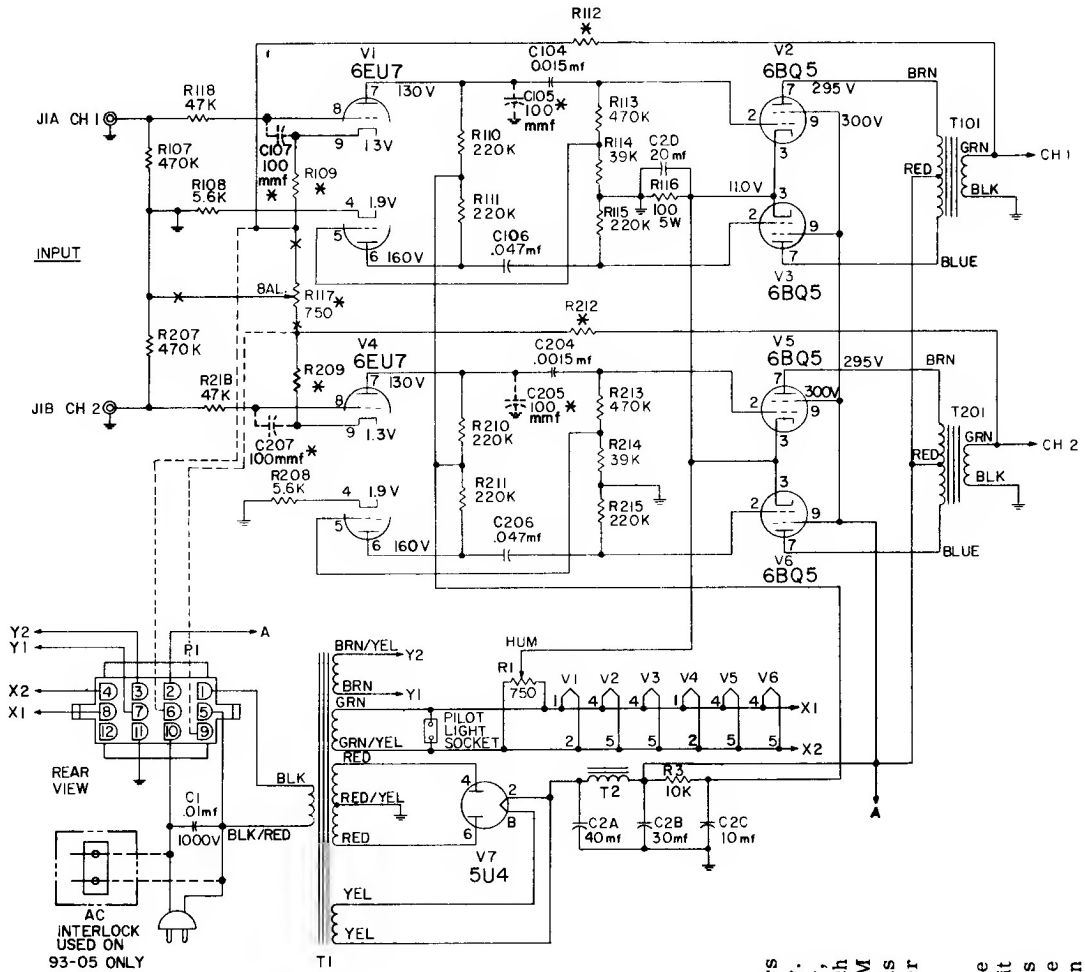 R112
*
V1
6EU7
C104
0.0015mf
V2
6BQ5
BRN
7
295V
R118
47K
7
130V
C105 *
100
mmf
R113
470K
J1A CH 1
8
9
1.3V
2
9
300V
T101
GRN
CH 1
R107
470K
C107
100
mmf
*
R109
*
R110
220K
R114
39K
C2D
20mf
3
RED
BLK
R108
5.6K
4
1.9V
R111
220K
R116
100
5W
11.0V
3
INPUT
5
R115
220K
2
9
6
160V
C106
.047mf
7
BLUE
BAL.
R117
750 *
V3
6BQ5
R212
*
R207
470K
V4
6EU7
C204
.0015mf
V5
6BQ5
295V
BRN
R209
*
7
130V
7
R218
47K
C205
100 *
mmf
R213
470K
300V
T201
J1B CH 2
8
9
1.3V
2
9
GRN
CH 2
C207
100mmf
*
R210
220K
R214
39K
3
RED
BLK
R208
5.6K
4
1.9V
R211
220K
3
5
R215
220K
2
9
6
160V
C206
.047mf
7
BLUE
V6
6BQ5
Y2
Y1
A
P1
BRN/YEL
Y2
HUM
X2
4
3
2
1
BRN
Y1
R1
750
V1
V2
V3
V4
V5
V6
X1
8
7
6
5
GRN
1
4
4
1
4
4
X1
12
11
10
9
PILOT
LIGHT
SOCKET
GRN/YEL
2
5
5
2
5
5
X2
REAR
VIEW
BLK
RED
4
2
R3
10K
C1
.01mf
1000V
RED/YEL
T2
BLK/RED
RED
6
8
C2A
40mf
C2B
30mf
C2C
10mf
A
V7
5U4
YEL
AC
INTERLOCK
USED ON
93-05 ONLY
YEL
T1